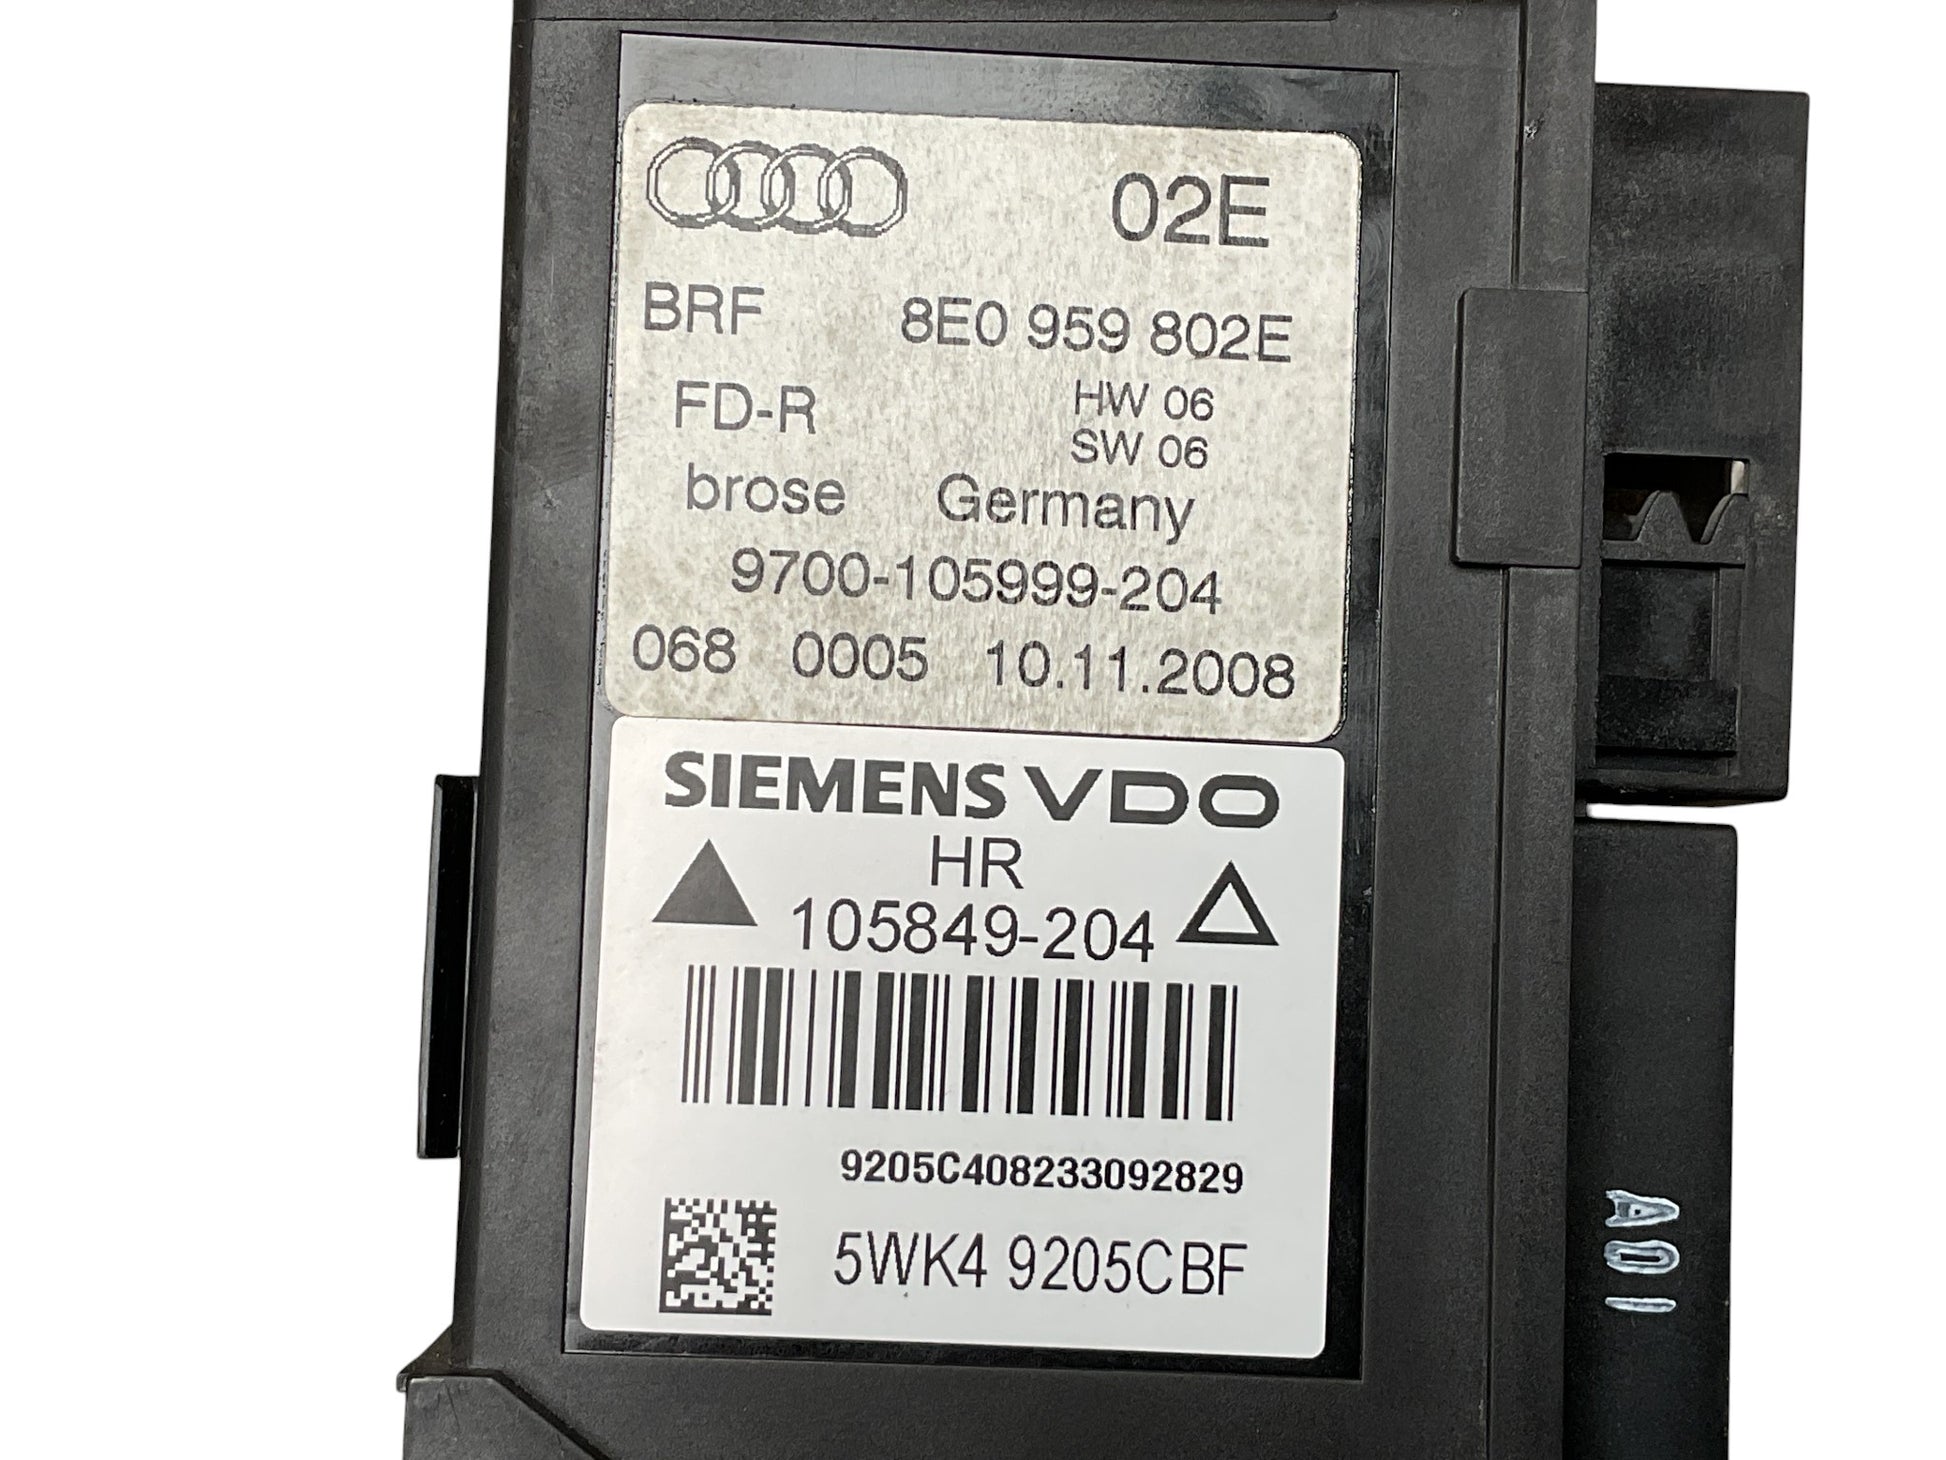 02E
BRF 8E0 959 802E
FD-R HW 06
SW 06
brose Germany
9700-105999-204
068 0005 10.11.2008
SIEMENS VDO
HR
105849-204
9205C408233092829
5WK4 9205CBF
A01